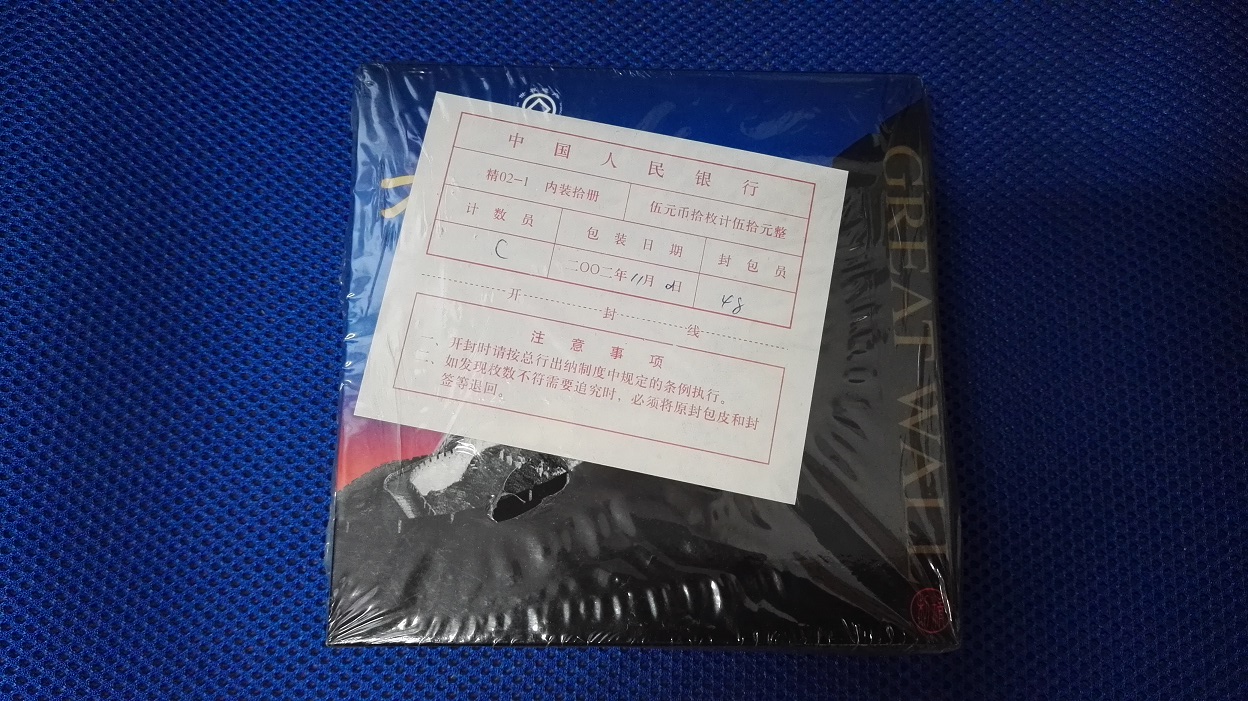 中国人民银行
精02-1 内装拾册 伍元币拾枚计伍拾元整
计数员 包装日期 封包员
C 二〇〇二年11月 日 48
开封线
注意事项
一、开封时请按总行出纳制度中规定的条例执行。
二、如发现枚数不符需要追究时，必须将原封包皮和封
签等退回。
GREAT WALL